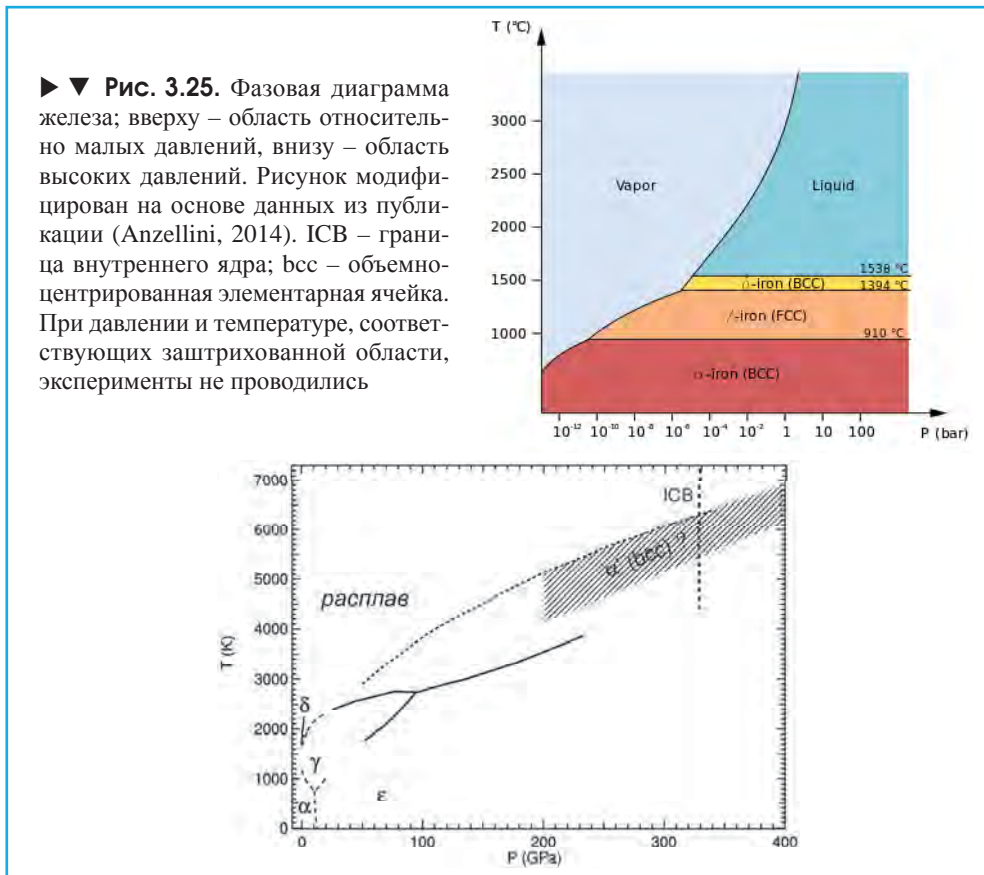 ▶ ▼ Рис. 3.25. Фазовая диаграмма
железа; вверху – область относитель-
но малых давлений, внизу – область
высоких давлений. Рисунок модифи-
цирован на основе данных из публи-
кации (Anzellini, 2014). ICB – грани-
ца внутреннего ядра; bcc – объемно-
центрированная элементарная ячейка.
При давлении и температуре, соответ-
ствующих заштрихованной области,
эксперименты не проводились
T (°C)
3000
2500
2000
1500
1000
Vapor
Liquid
1538 °C
-iron (BCC)
1394 °C
-iron (FCC)
910 °C
-iron (BCC)
10⁻¹² 10⁻¹⁰ 10⁻⁸ 10⁻⁶ 10⁻⁴ 10⁻² 1 10 100
P (bar)
7000
6000
5000
4000
3000
2000
1000
0
T (K)
ICB
α' (bcc) ?
расплав
δ
γ
α
ε
0 100 200 300 400
P (GPa)